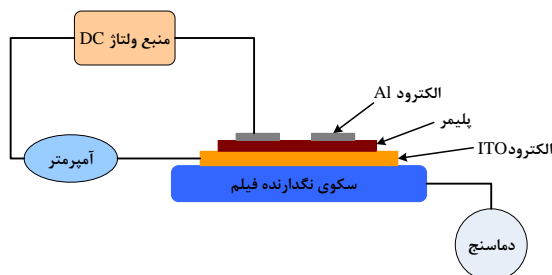 منبع ولتاژ DC
الکترود Al
پلیمر
الکترودITO
آمپرمتر
سکوی نگدارنده فیلم
دماسنج